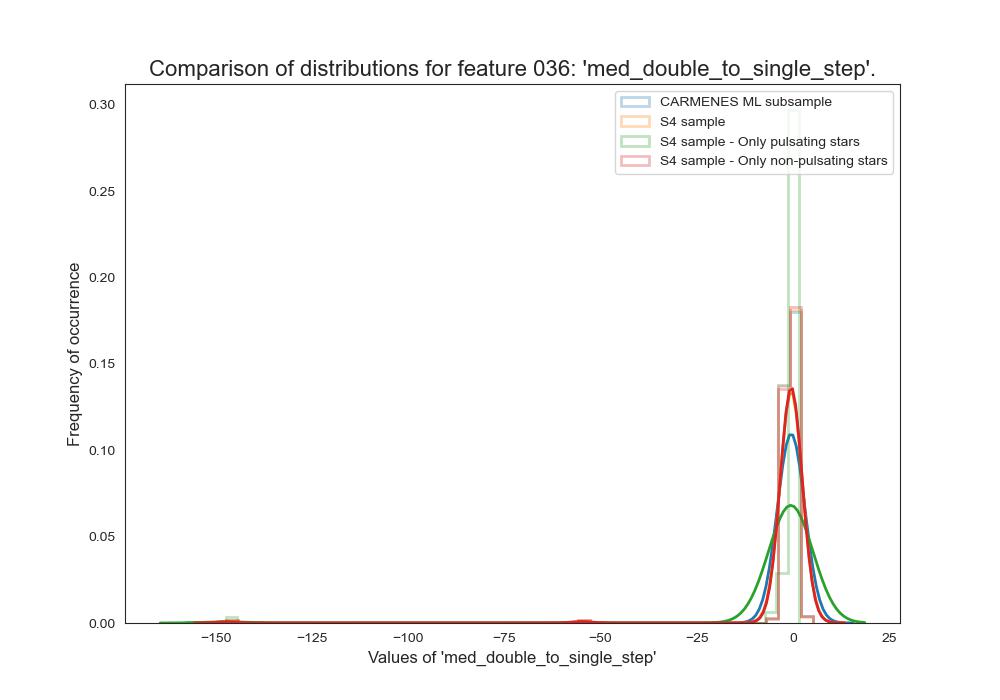 Comparison of distributions for feature 036: 'med_double_to_single_step'.
CARMENES ML subsample
S4 sample
S4 sample - Only pulsating stars
S4 sample - Only non-pulsating stars
0.30
0.25
0.20
0.15
0.10
0.05
0.00
Frequency of occurrence
−150
−125
−100
−75
−50
−25
0
25
Values of 'med_double_to_single_step'